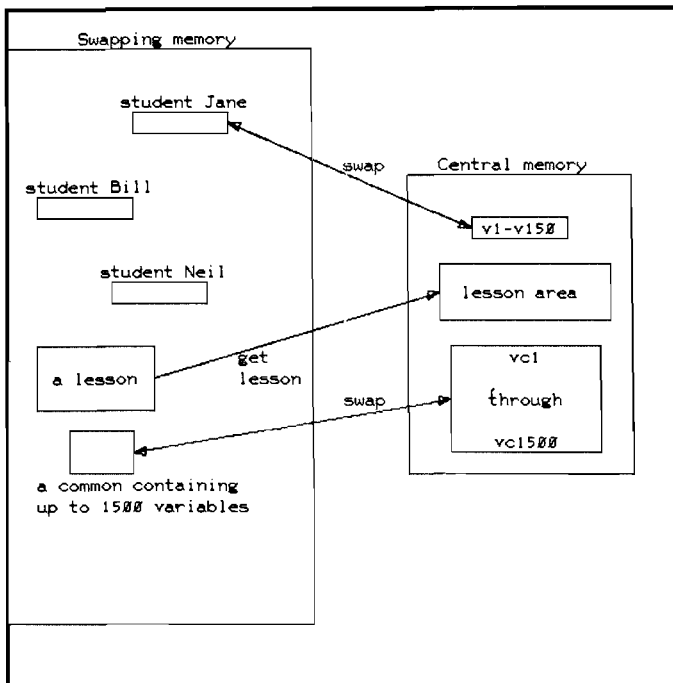 Swapping memory
student Jane
swap
Central memory
student Bill
v1-v150
student Neil
lesson area
a lesson
get
lesson
vc1
through
vc1500
swap
a common containing
up to 1500 variables